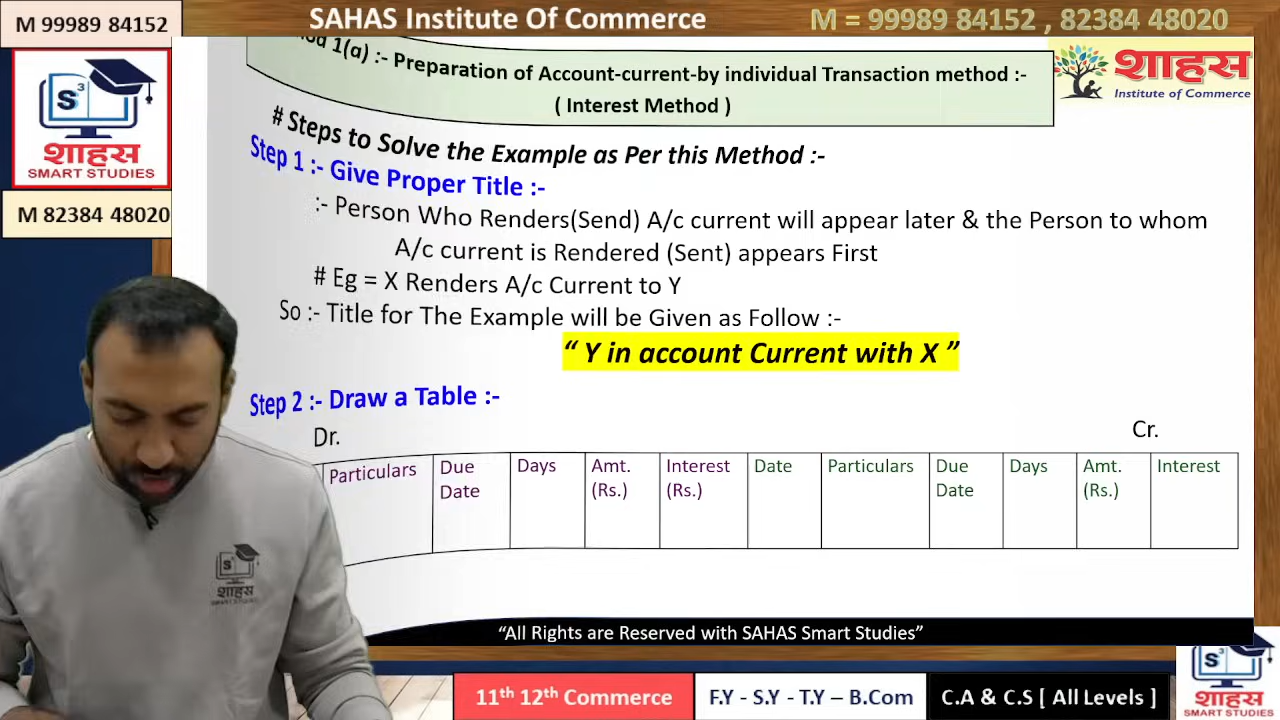 M 99989 84152
SAHAS Institute Of Commerce
M = 99989 84152 , 82384 48020
S3
शाहस
SMART STUDIES
M 82384 48020
शाहस
Institute of Commerce
1(a) :- Preparation of Account-current-by individual Transaction method :-
( Interest Method )
# Steps to Solve the Example as Per this Method :-
Step 1 :- Give Proper Title :-
:- Person Who Renders(Send) A/c current will appear later & the Person to whom
A/c current is Rendered (Sent) appears First
# Eg = X Renders A/c Current to Y
So :- Title for The Example will be Given as Follow :-
“ Y in account Current with X ”
Step 2 :- Draw a Table :-
Dr.
Cr.
Particulars
Due
Date
Days
Amt.
(Rs.)
Interest
(Rs.)
Date
Particulars
Due
Date
Days
Amt.
(Rs.)
Interest
S3
शाहस
“All Rights are Reserved with SAHAS Smart Studies”
11th 12th Commerce
F.Y - S.Y - T.Y – B.Com
C.A & C.S [ All Levels ]
S3
शाहस
SMART STUDIES